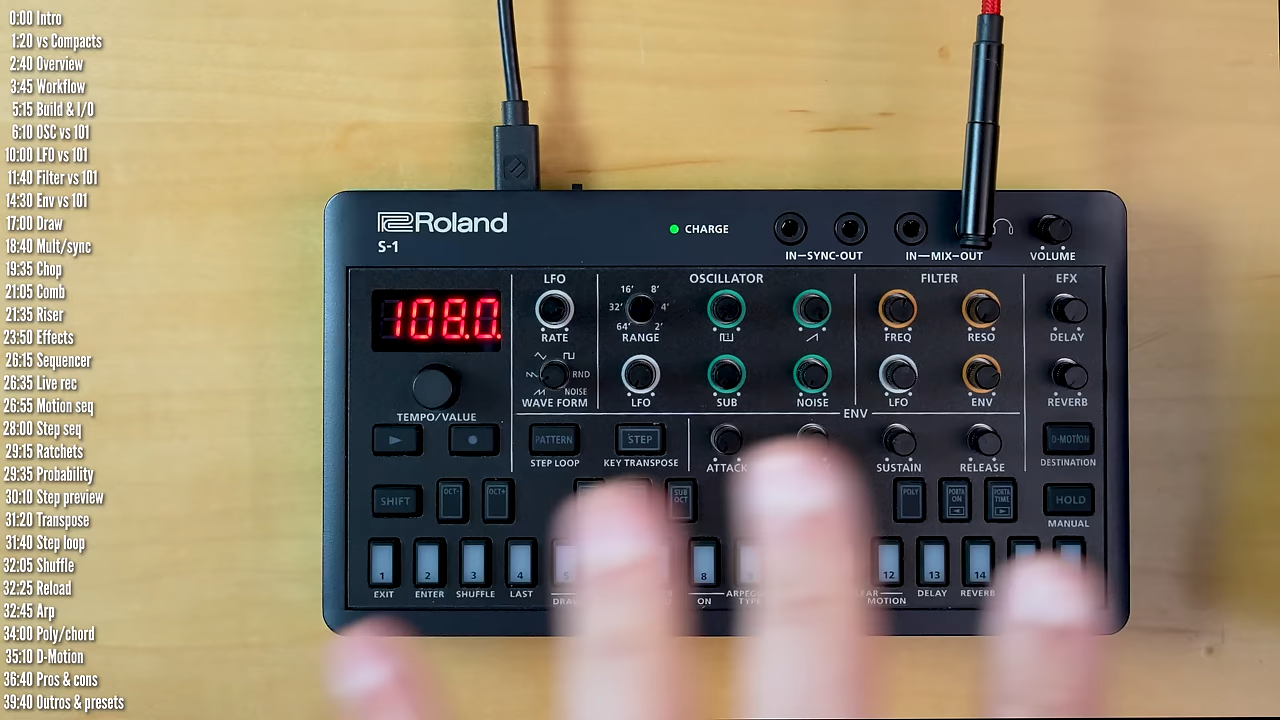 0:00 Intro
1:20 vs Compacts
2:40 Overview
3:45 Workflow
5:15 Build & I/O
6:10 OSC vs 101
10:00 LFO vs 101
11:40 Filter vs 101
14:30 Env vs 101
17:00 Draw
18:40 Mult/sync
19:35 Chop
21:05 Comb
21:35 Riser
23:50 Effects
26:15 Sequencer
26:35 Live rec
26:55 Motion seq
28:00 Step seq
29:15 Ratchets
29:35 Probability
30:10 Step preview
31:20 Transpose
31:40 Step loop
32:05 Shuffle
32:25 Reload
32:45 Arp
34:00 Poly/chord
35:10 D-Motion
36:40 Pros & cons
39:40 Outros & presets
Roland
S-1
CHARGE
IN—SYNC—OUT
IN—MIX—OUT
VOLUME
LFO
OSCILLATOR
FILTER
EFX
108.0.
16' 8'
32' 4'
64' 2'
RATE
RANGE
FREQ
RESO
DELAY
RND
NOISE
WAVE FORM
LFO
SUB
NOISE
LFO
ENV
REVERB
ENV
TEMPO/VALUE
PATTERN
STEP
D-MOTION
STEP LOOP
KEY TRANSPOSE
ATTACK
SUSTAIN
RELEASE
DESTINATION
SHIFT
OCT-
OCT+
SUB OCT
POLY
PORTA ON
PORTA TIME
HOLD
MANUAL
1 2 3 4 8 12 13 14
EXIT ENTER SHUFFLE LAST ON TYPE MOTION DELAY